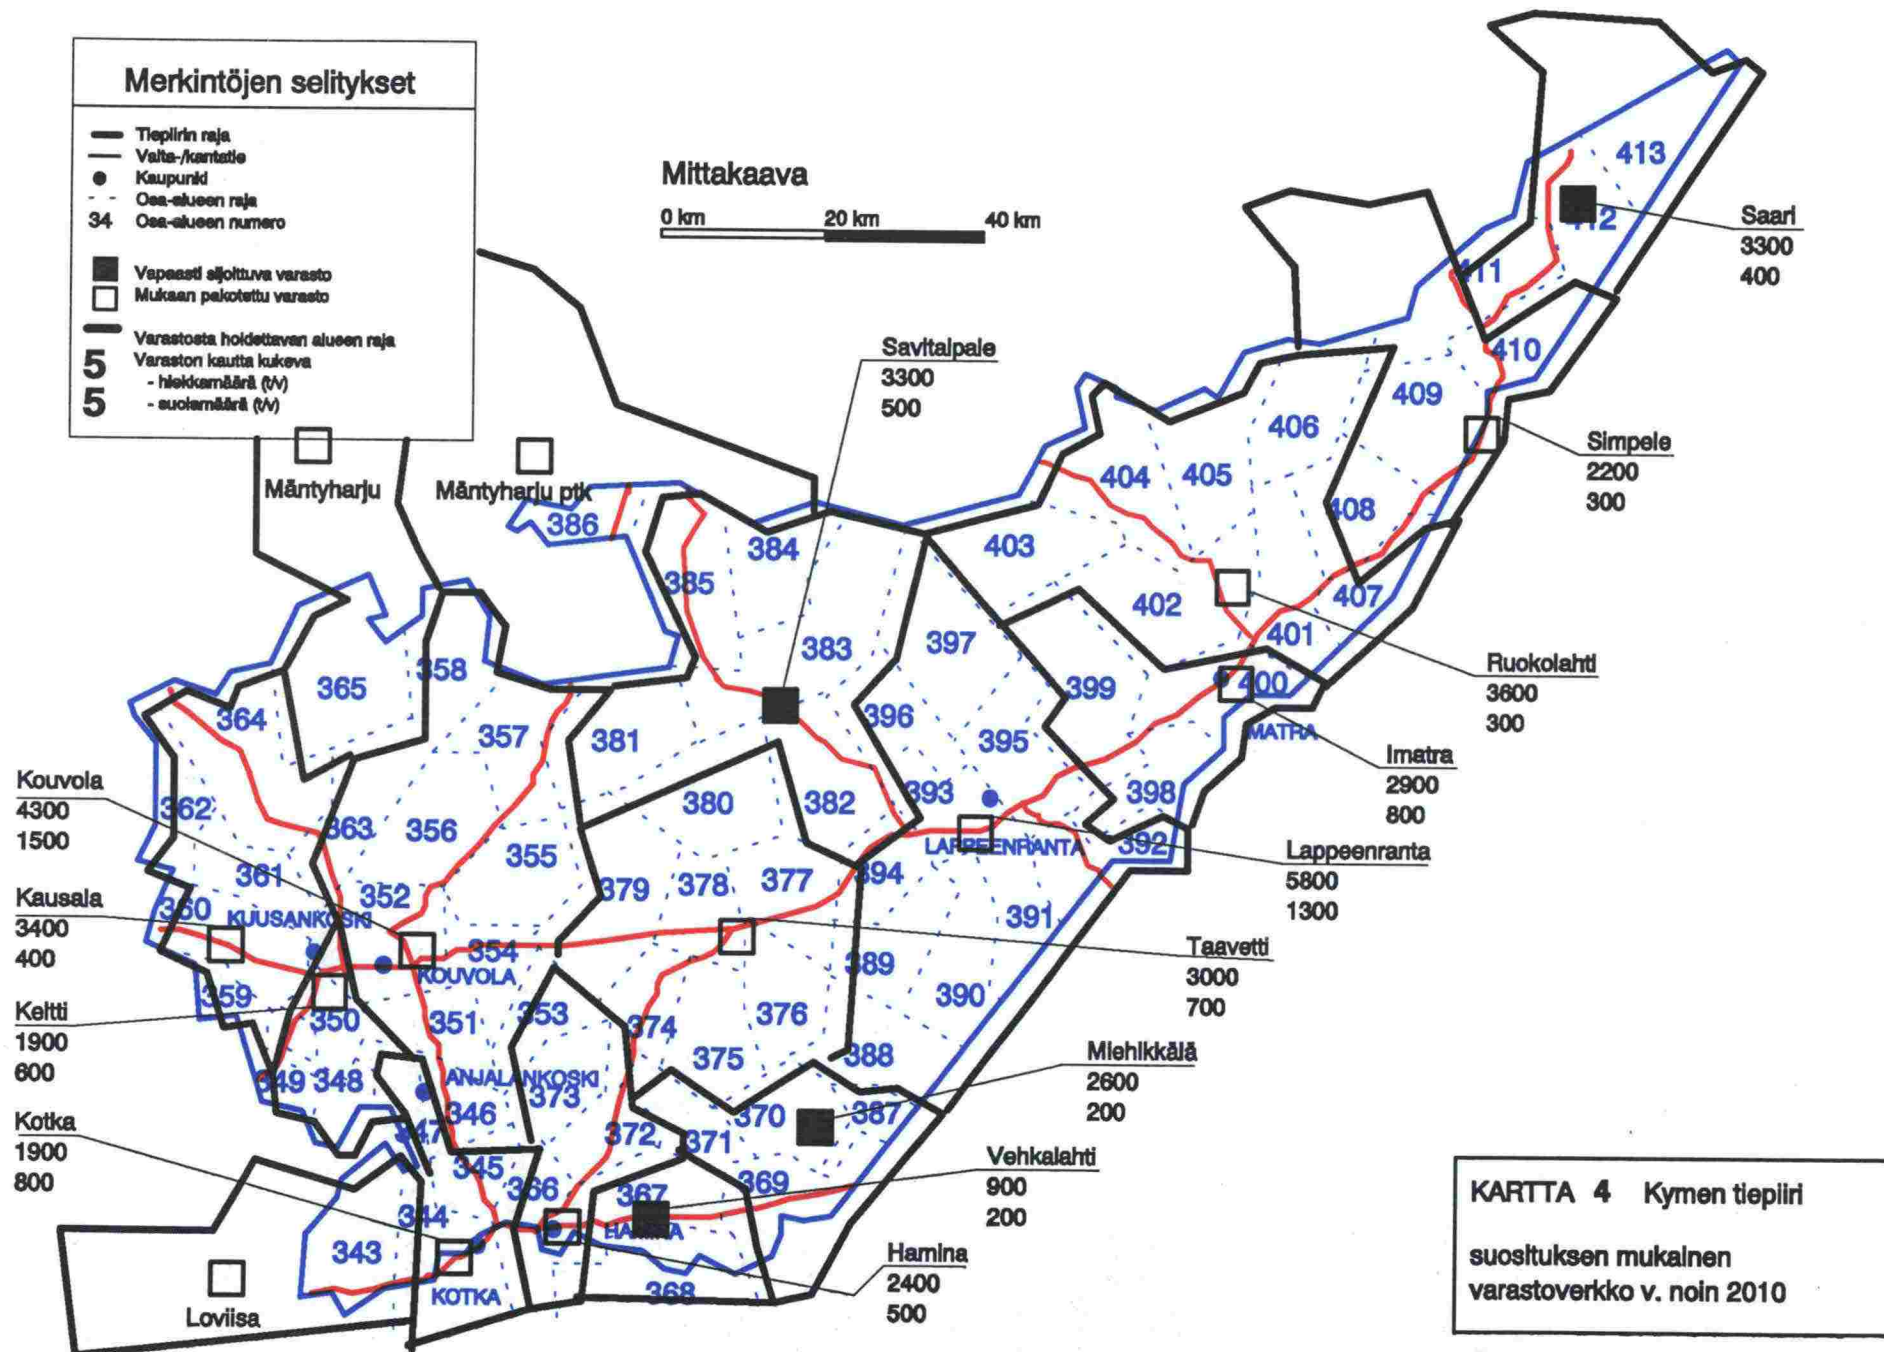 Merkintöjen selitykset
Tiepiirin raja
Valta-/kantatie
Kaupunki
Osa-alueen raja
34 Osa-alueen numero
Vapaasti sijoittuva varasto
Mukaan pakotettu varasto
Varastosta hoidettavan alueen raja
5 Varaston kautta kukeva
- hiekkamäärä (t/v)
5 - suolamäärä (t/v)
Mittakaava
0 km 20 km 40 km
Mäntyharju
Mäntyharju ptk
Savitaipale
3300
500
Saari
3300
400
Simpele
2200
300
Ruokolahti
3600
300
Imatra
2900
800
Lappeenranta
5800
1300
Taavetti
3000
700
Miehikkälä
2600
200
Vehkalahti
900
200
Hamina
2400
500
Kouvola
4300
1500
Kausala
3400
400
Keltti
1900
600
Kotka
1900
800
Loviisa
413
412
411
410
409
406
404
405
408
403
402
407
401
400
386
384
385
383
397
399
396
395
398
393
392
365
358
364
357
381
380
382
362
363
356
355
361
352
379
378
377
394
391
360
354
389
390
359
350
351
353
374
376
375
388
349
348
346
373
370
387
347
372
371
345
366
367
369
344
343
368
KUUSANKOSKI
KOUVOLA
ANJALANKOSKI
LAPPEENRANTA
MATRA
KOTKA
KARTTA 4 Kymen tiepiiri
suosituksen mukainen
varastoverkko v. noin 2010